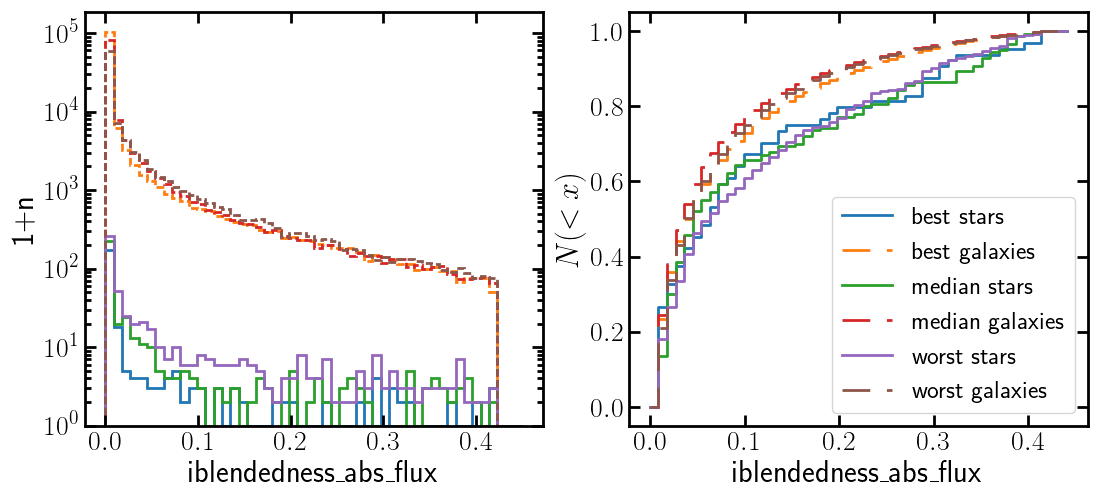 10^5
10^4
10^3
10^2
10^1
10^0
1+n
0.0 0.1 0.2 0.3 0.4
iblendedness_abs_flux
1.0
0.8
0.6
0.4
0.2
0.0
N(< x)
best stars
best galaxies
median stars
median galaxies
worst stars
worst galaxies
0.0 0.1 0.2 0.3 0.4
iblendedness_abs_flux